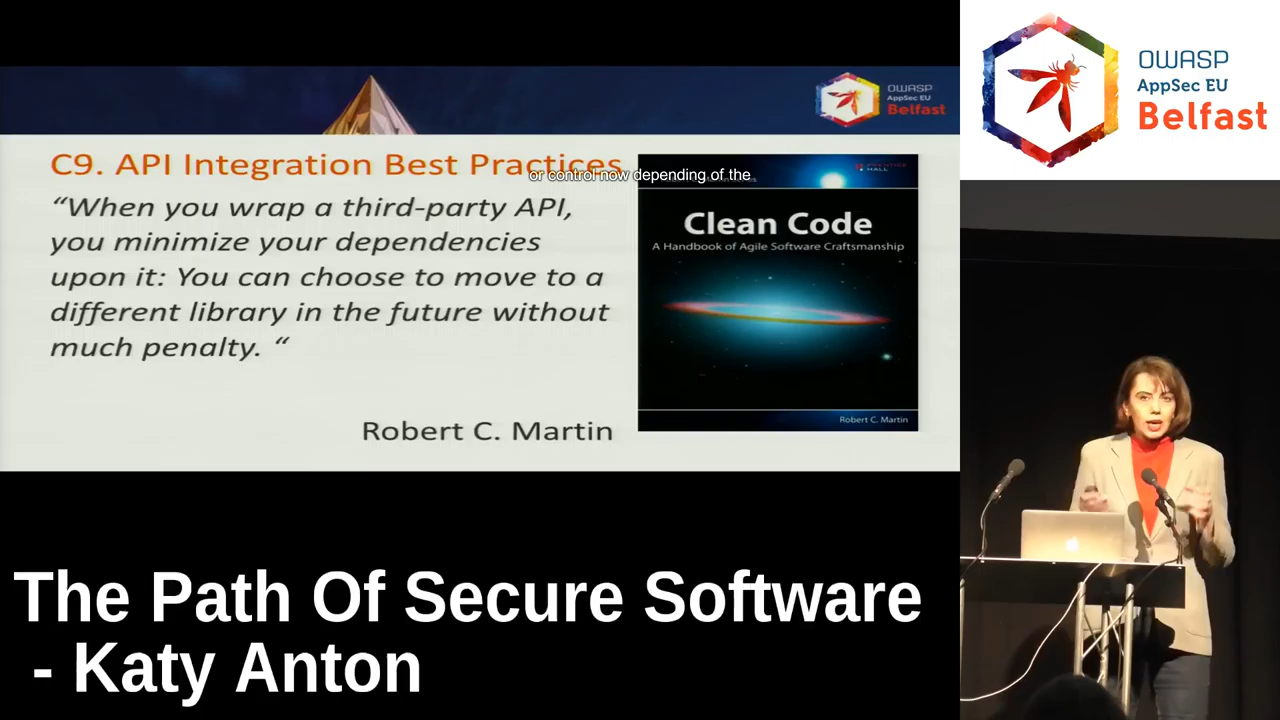 OWASP
AppSec EU
Belfast
C9. API Integration Best Practices
or control now depending of the
“When you wrap a third-party API,
you minimize your dependencies
upon it: You can choose to move to a
different library in the future without
much penalty. “
Robert C. Martin
HALL
Clean Code
A Handbook of Agile Software Craftsmanship
Robert C. Martin
OWASP
AppSec EU
Belfast
The Path Of Secure Software
- Katy Anton